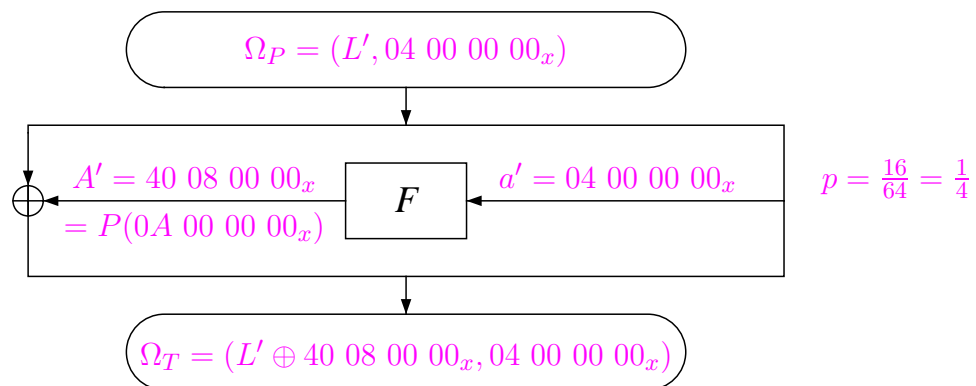 Ω_P = (L′, 04 00 00 00_x)
A′ = 40 08 00 00_x
= P(0A 00 00 00_x)
F
a′ = 04 00 00 00_x
p = 16/64 = 1/4
Ω_T = (L′ ⊕ 40 08 00 00_x, 04 00 00 00_x)